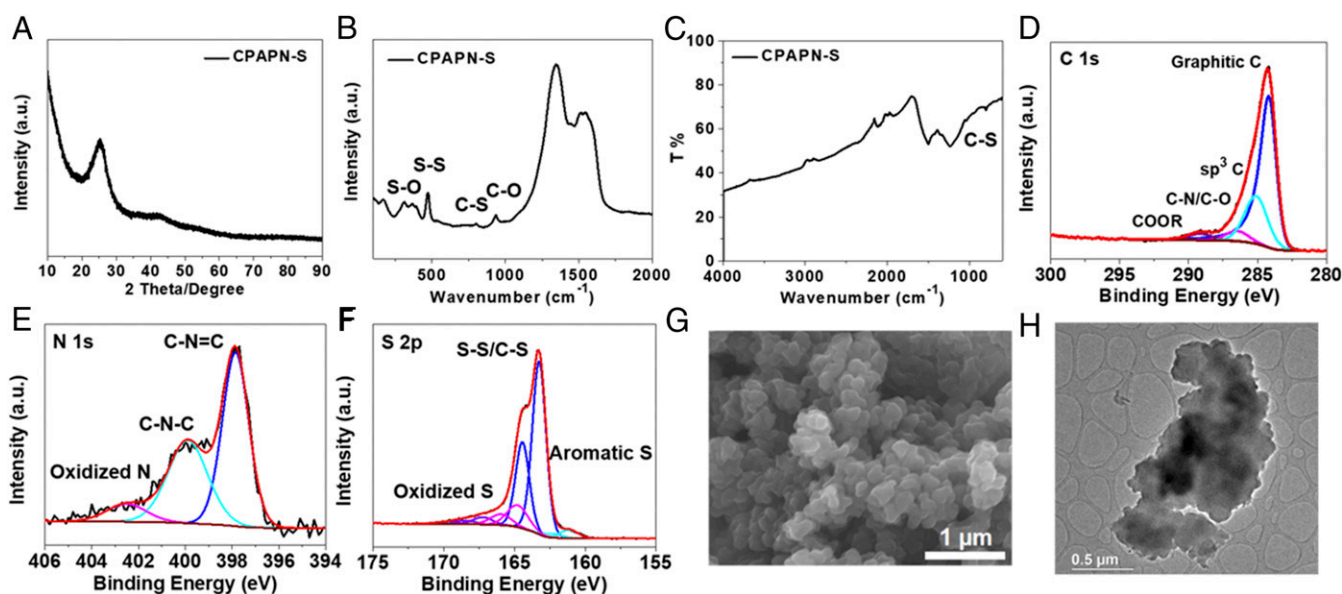 A
CPAPN-S
Intensity (a.u.)
10 20 30 40 50 60 70 80 90
2 Theta/Degree
B
CPAPN-S
S-S
S-O
C-S
C-O
Intensity (a.u.)
500 1000 1500 2000
Wavenumber (cm-1)
C
CPAPN-S
C-S
T %
100
80
60
40
20
0
4000 3000 2000 1000
Wavenumber (cm-1)
D
C 1s
Graphitic C
sp3 C
C-N/C-O
COOR
Intensity (a.u.)
300 295 290 285 280
Binding Energy (eV)
E
N 1s
C-N=C
C-N-C
Oxidized N
Intensity (a.u.)
406 404 402 400 398 396 394
Binding Energy (eV)
F
S 2p
S-S/C-S
Aromatic S
Oxidized S
Intensity (a.u.)
175 170 165 160 155
Binding Energy (eV)
G
1 µm
H
0.5 µm